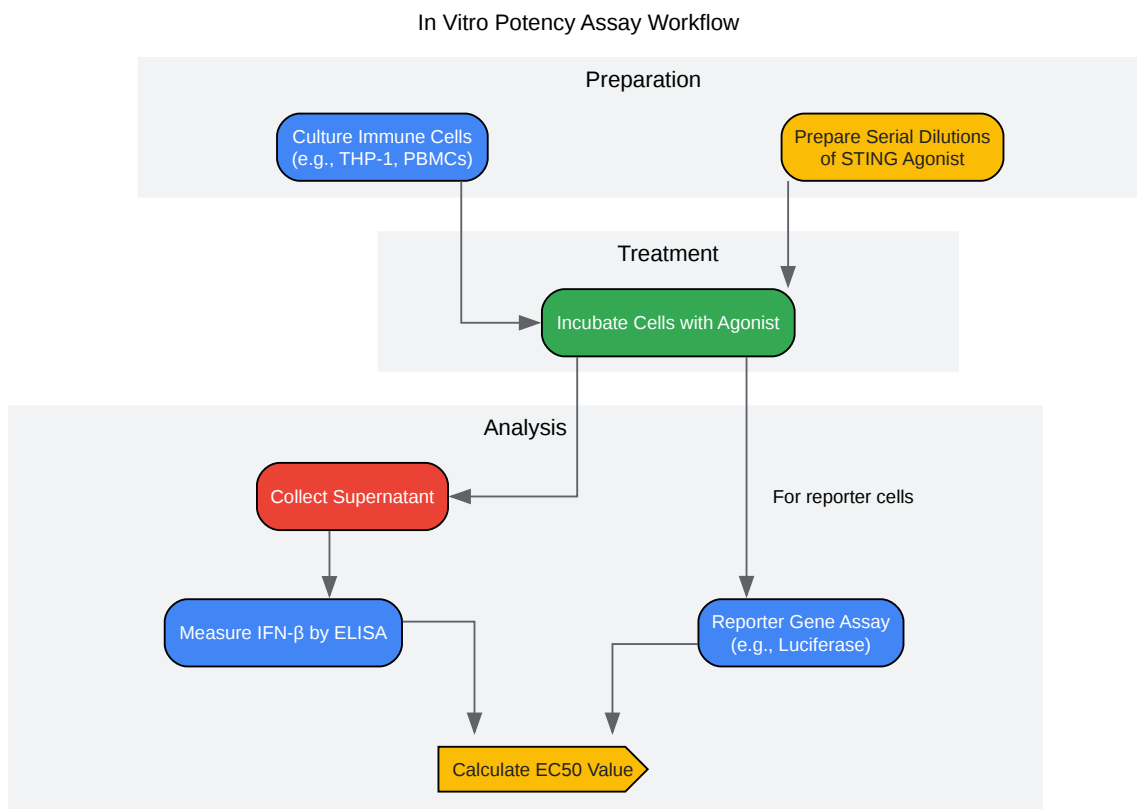 In Vitro Potency Assay Workflow
Preparation
Culture Immune Cells
(e.g., THP-1, PBMCs)
Prepare Serial Dilutions
of STING Agonist
Treatment
Incubate Cells with Agonist
Analysis
Collect Supernatant
For reporter cells
Measure IFN-β by ELISA
Reporter Gene Assay
(e.g., Luciferase)
Calculate EC50 Value